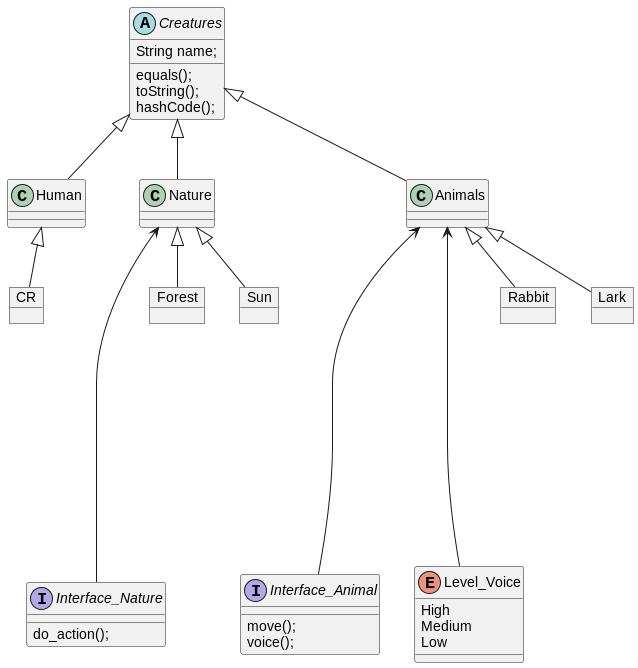 A Creatures
String name;
equals();
toString();
hashCode();
C Human
C Nature
C Animals
CR
Forest
Sun
Rabbit
Lark
I Interface_Nature
do_action();
I Interface_Animal
move();
voice();
E Level_Voice
High
Medium
Low